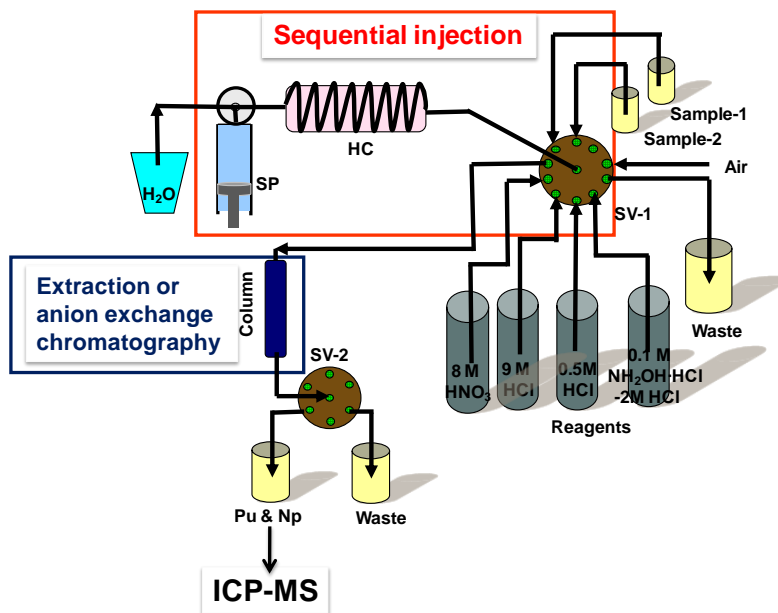 Sequential injection
Sample-1
Sample-2
HC
Air
H₂O
SP
SV-1
Extraction or
anion exchange
chromatography
Column
Waste
SV-2
8 M
HNO₃
9 M
HCl
0.5M
HCl
0.1 M
NH₂OH·HCl
-2M HCl
Reagents
Pu & Np
Waste
ICP-MS